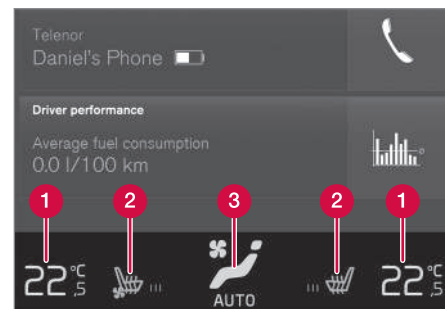 Telenor
Daniel's Phone
Driver performance
Average fuel consumption
0.0 l/100 km
1 2 3 2 1
22,5 °C
22,5 °C
AUTO